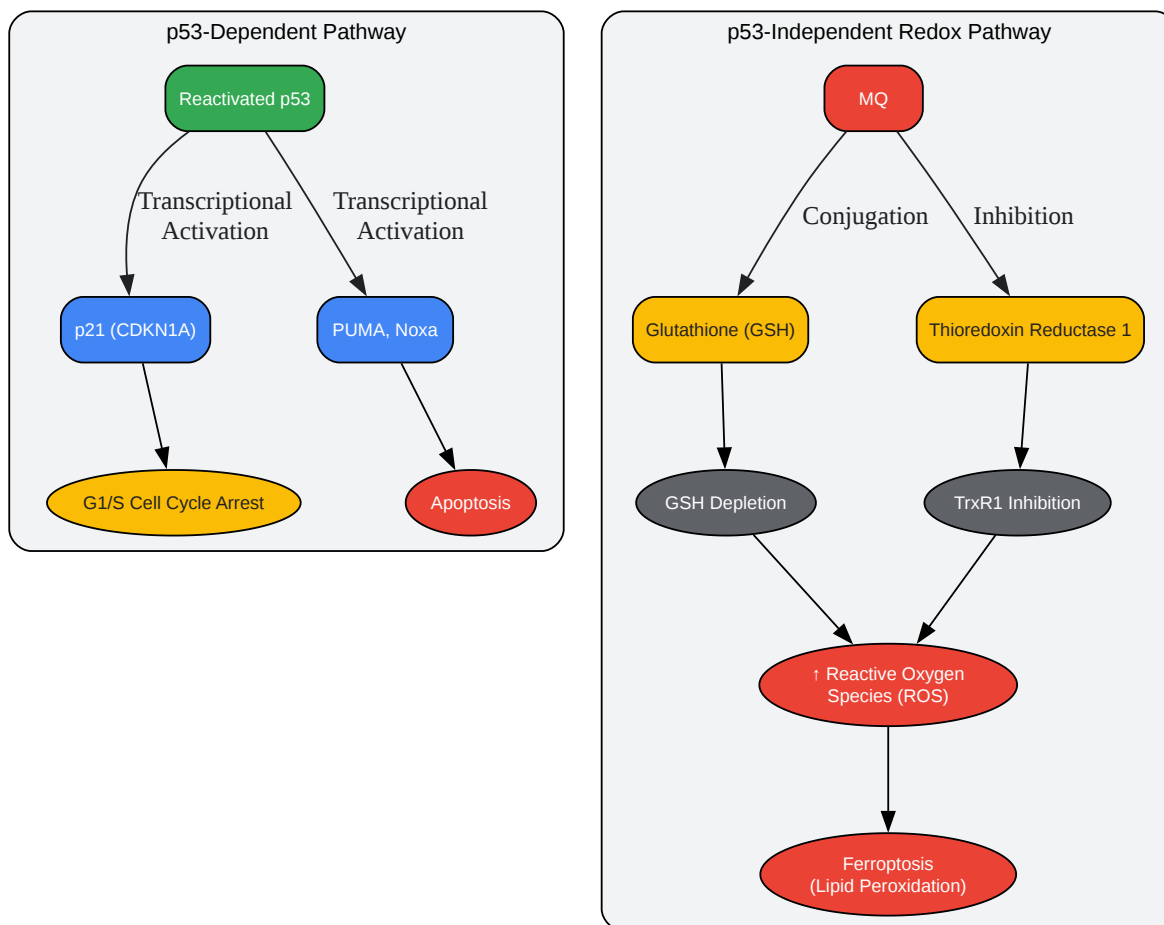 p53-Dependent Pathway
Reactivated p53
Transcriptional
Activation
Transcriptional
Activation
p21 (CDKN1A)
PUMA, Noxa
G1/S Cell Cycle Arrest
Apoptosis
p53-Independent Redox Pathway
MQ
Conjugation
Inhibition
Glutathione (GSH)
Thioredoxin Reductase 1
GSH Depletion
TrxR1 Inhibition
↑ Reactive Oxygen
Species (ROS)
Ferroptosis
(Lipid Peroxidation)